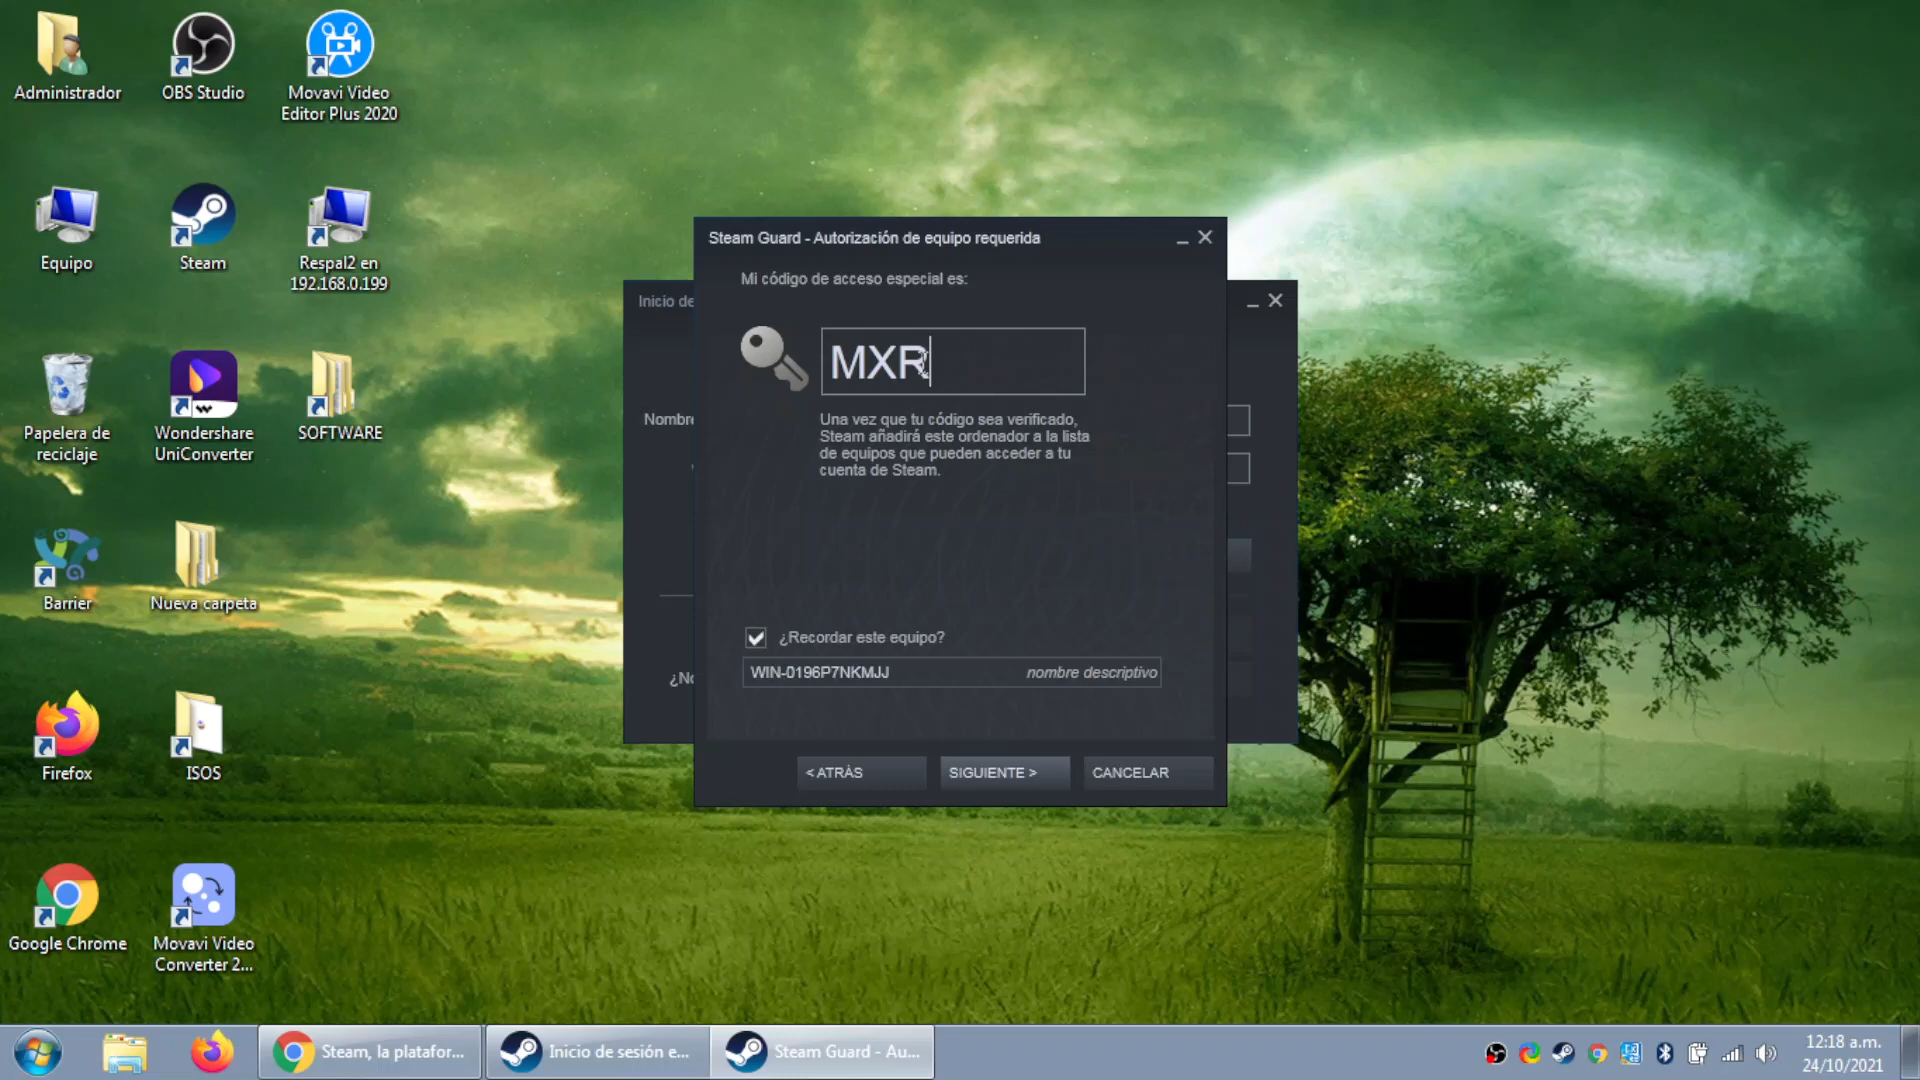 Administrador
OBS Studio
Movavi Video
Editor Plus 2020
Equipo
Steam
Respal2 en
192.168.0.199
Papelera de
reciclaje
Wondershare
UniConverter
SOFTWARE
Barrier
Nueva carpeta
Firefox
ISOS
Google Chrome
Movavi Video
Converter 2...
Inicio de
Nombre
¿No
Steam Guard - Autorización de equipo requerida
Mi código de acceso especial es:
MXR
Una vez que tu código sea verificado,
Steam añadirá este ordenador a la lista
de equipos que pueden acceder a tu
cuenta de Steam.
¿Recordar este equipo?
WIN-0196P7NKMJJ nombre descriptivo
< ATRÁS SIGUIENTE > CANCELAR
Steam, la platafor...
Inicio de sesión e...
Steam Guard - Au...
12:18 a.m.
24/10/2021